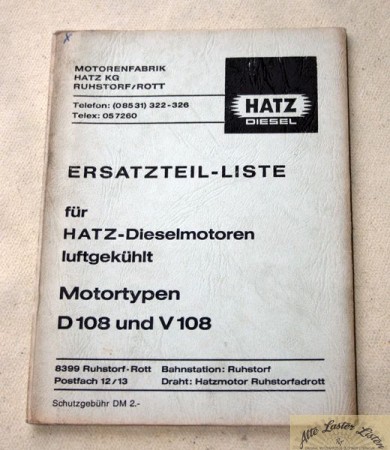 MOTORENFABRIK
HATZ KG
RUHSTORF/ROTT
Telefon: (08531) 322-326
Telex: 057260
HATZ
DIESEL
ERSATZTEIL-LISTE
für
HATZ-Dieselmotoren
luftgekühlt
Motortypen
D 108 und V 108
8399 Ruhstorf-Rott Bahnstation: Ruhstorf
Postfach 12/13 Draht: Hatzmotor Ruhstorfadrott
Schutzgebühr DM 2.-
Alte Laster Listen